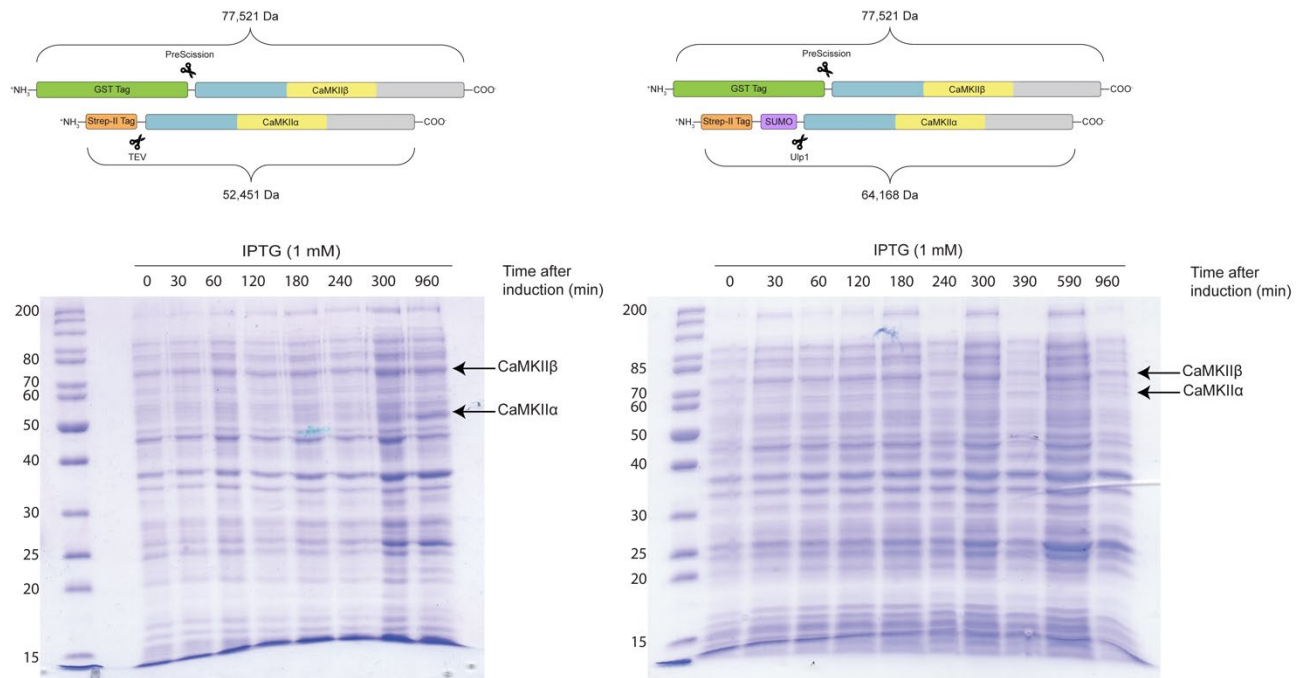 77,521 Da
PreScission
⁺NH₃ GST Tag CaMKIIβ COO⁻
⁺NH₃ Strep-II Tag CaMKIIα COO⁻
TEV
52,451 Da
77,521 Da
PreScission
⁺NH₃ GST Tag CaMKIIβ COO⁻
⁺NH₃ Strep-II Tag SUMO CaMKIIα COO⁻
Ulp1
64,168 Da
IPTG (1 mM)
0 30 60 120 180 240 300 960
Time after
induction (min)
200
80
70
60
50
40
30
25
20
15
CaMKIIβ
CaMKIIα
IPTG (1 mM)
0 30 60 120 180 240 300 390 590 960
Time after
induction (min)
200
85
70
60
50
40
30
25
20
15
CaMKIIβ
CaMKIIα